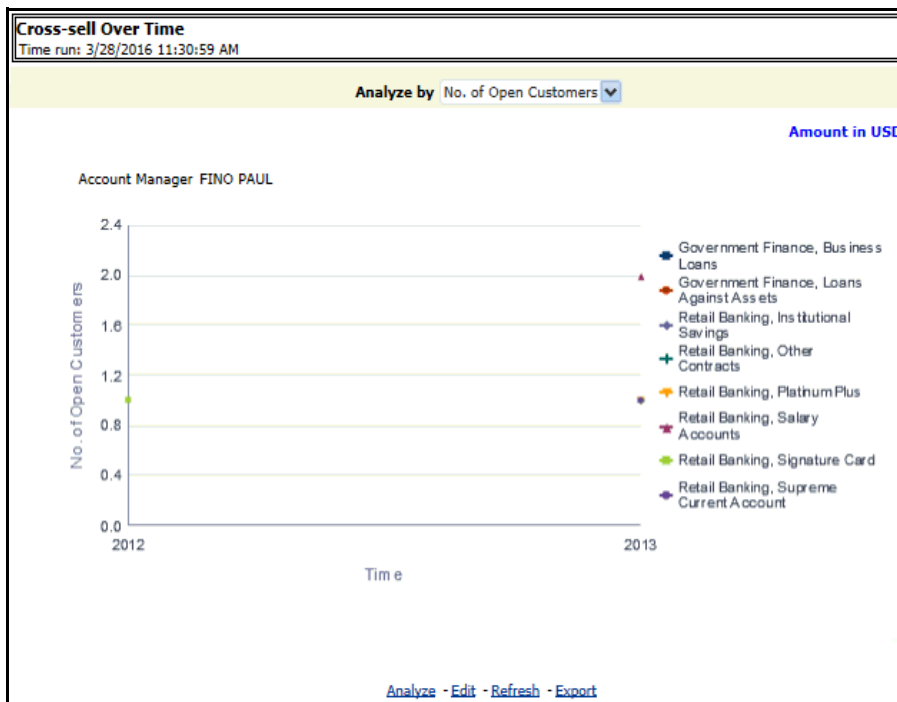 Cross-sell Over Time
Time run: 3/28/2016 11:30:59 AM
Analyze by No. of Open Customers
Amount in USD
Account Manager FINO PAUL
2.4
2.0
1.6
1.2
0.8
0.4
0.0
No. of Open Customers
2012
2013
Time
Government Finance, Business
Loans
Government Finance, Loans
Against Assets
Retail Banking, Institutional
Savings
Retail Banking, Other
Contracts
Retail Banking, Platinum Plus
Retail Banking, Salary
Accounts
Retail Banking, Signature Card
Retail Banking, Supreme
Current Account
Analyze - Edit - Refresh - Export